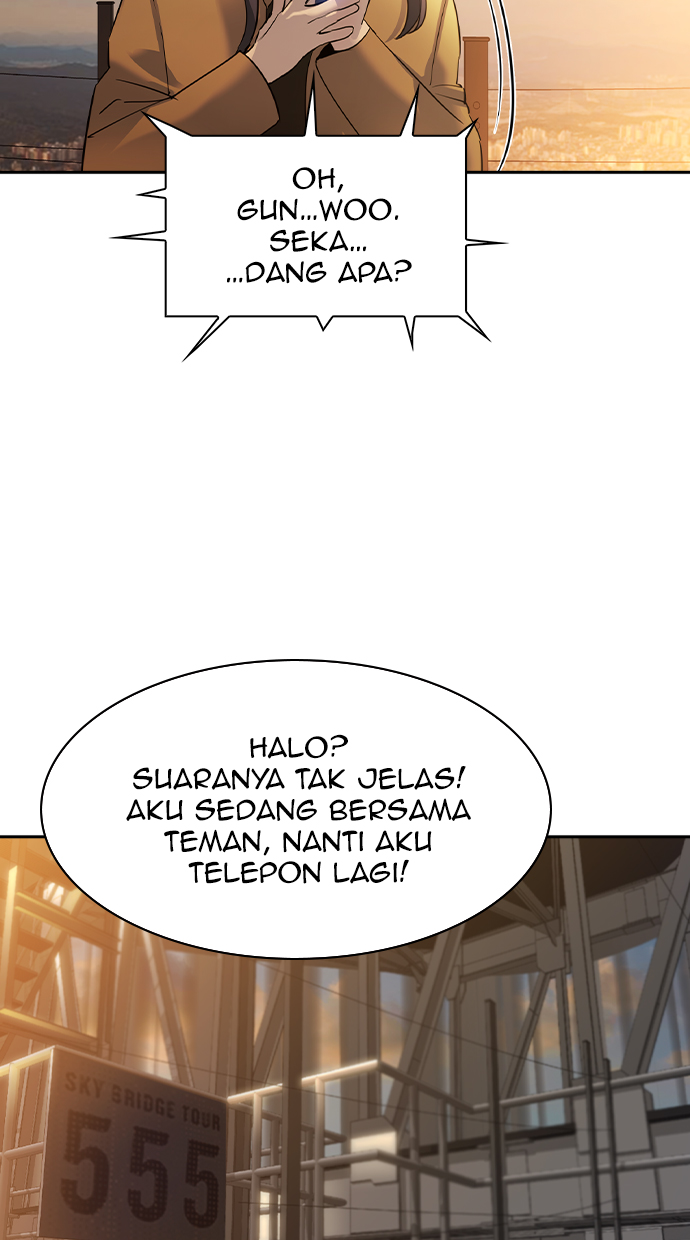 OH,
GUN...WOO.
SEKA...
...DANG APA?
HALO?
SUARANYA TAK JELAS!
AKU SEDANG BERSAMA
TEMAN, NANTI AKU
TELEPON LAGI!
SKY BRIDGE TOUR
555